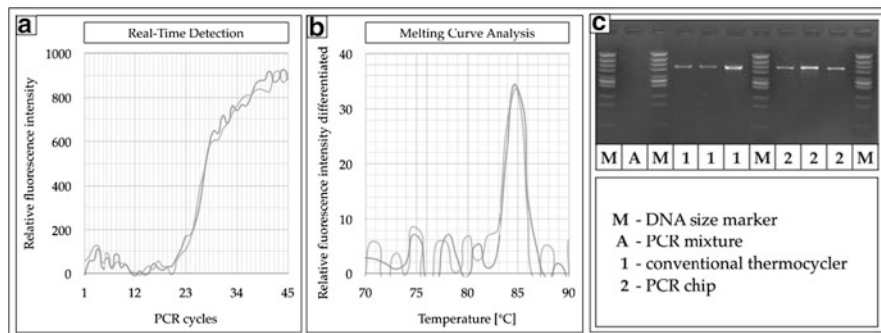 a
Real-Time Detection
1000
800
600
400
200
0
Relative fluorescence intensity
1 12 23 34 45
PCR cycles
b
Melting Curve Analysis
40
30
20
10
0
Relative fluorescence intensity differentiated
70 75 80 85 90
Temperature [°C]
c
M A M 1 1 1 M 2 2 2 M
M - DNA size marker
A - PCR mixture
1 - conventional thermocycler
2 - PCR chip